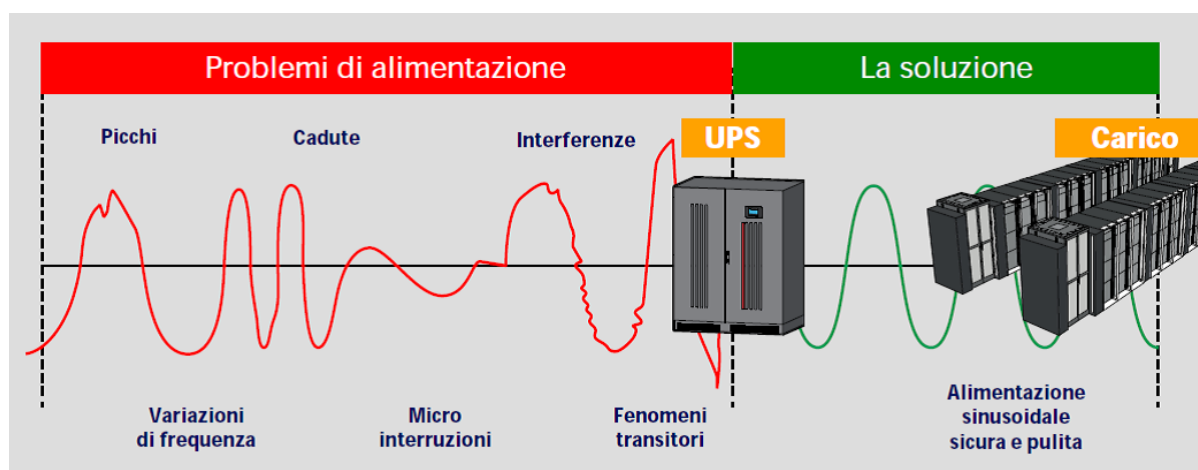 Problemi di alimentazione
La soluzione
Picchi
Cadute
Interferenze
UPS
Carico
Variazioni
di frequenza
Micro
interruzioni
Fenomeni
transitori
Alimentazione
sinusoidale
sicura e pulita